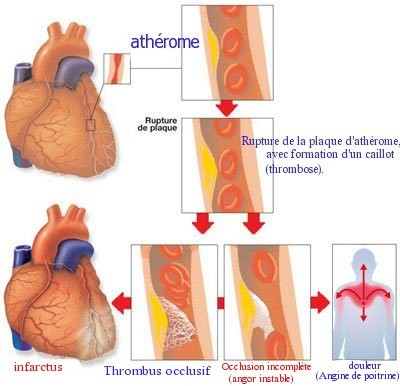 athérome
Rupture
de plaque
Rupture de la plaque d'athérome,
avec formation d'un caillot
(thrombose).
infarctus
Thrombus occlusif
Occlusion incomplete
(angor instable)
douleur
(Angine de poitrine)